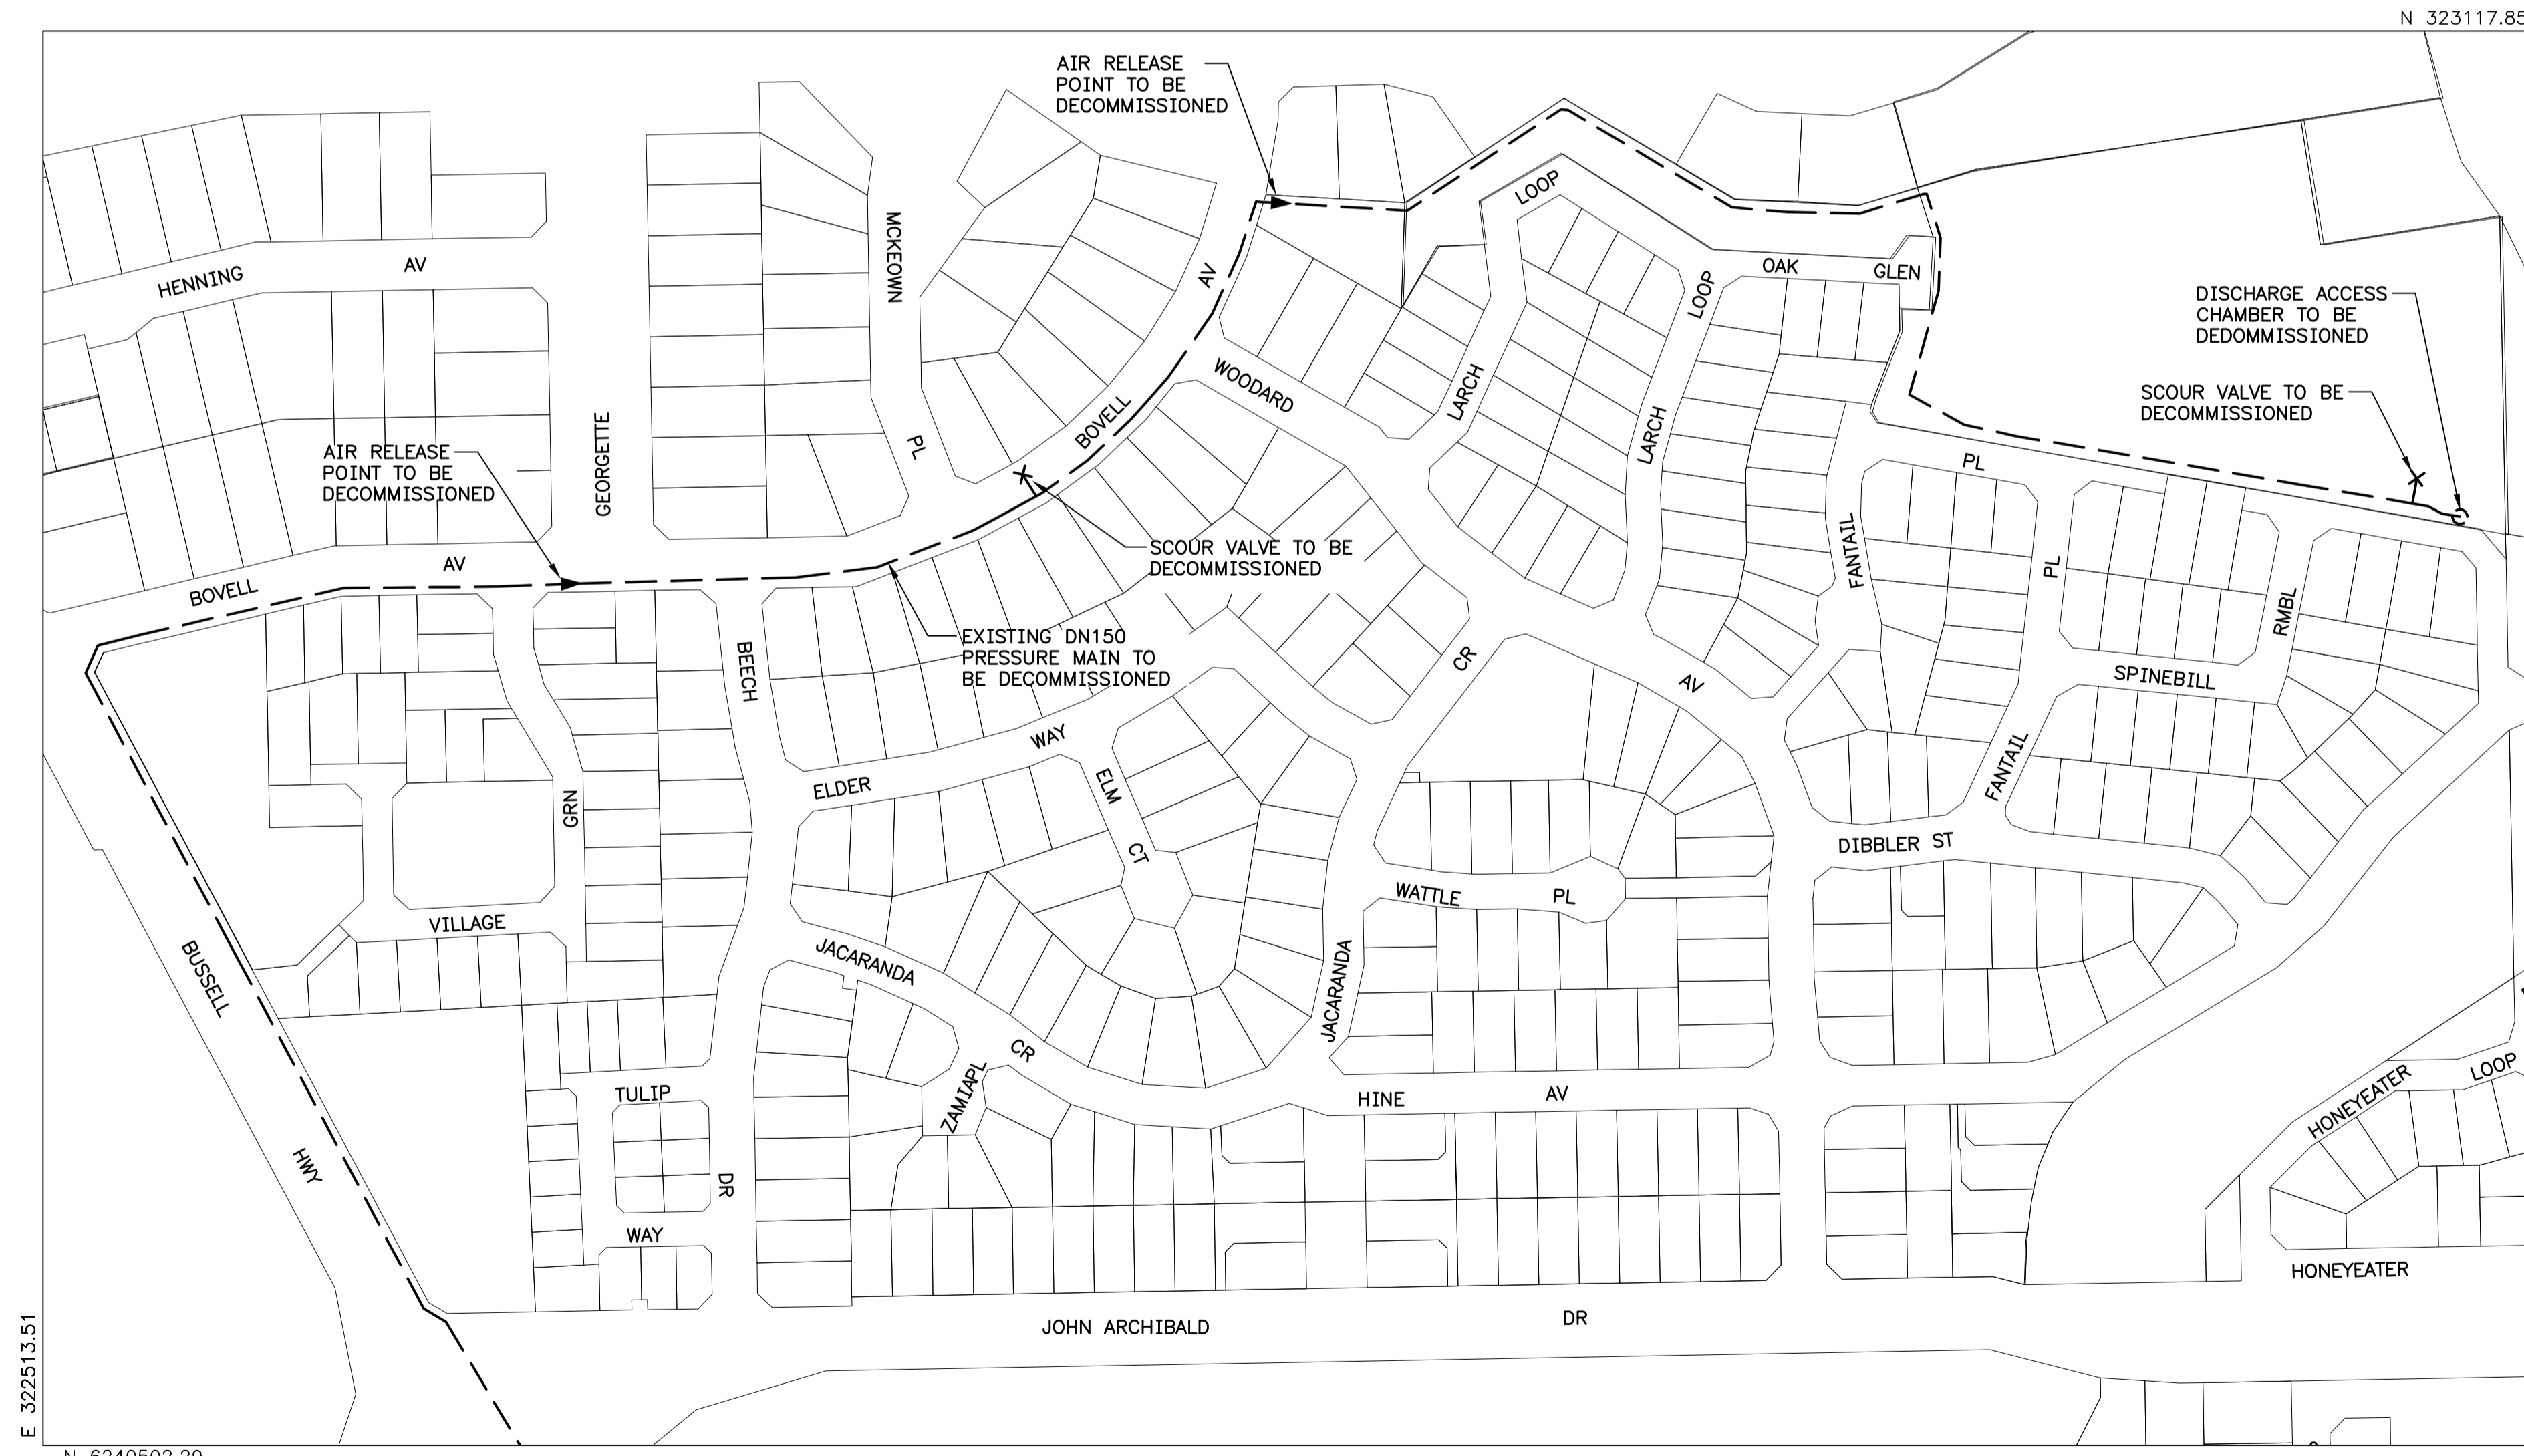 N 323117.85
AIR RELEASE
POINT TO BE
DECOMMISSIONED
LOOP
MCKEOWN
HENNING
AV
AV
OAK
GLEN
LOOP
DISCHARGE ACCESS
CHAMBER TO BE
DEDOMMISSIONED
WOODARD
LARCH
SCOUR VALVE TO BE
DECOMMISSIONED
BOVELL
LARCH
PL
PL
GEORGETTE
AIR RELEASE
POINT TO BE
DECOMMISSIONED
FANTAIL
SCOUR VALVE TO BE
DECOMMISSIONED
AV
PL
BOVELL
RMBL
EXISTING DN150
PRESSURE MAIN TO
BE DECOMMISSIONED
BEECH
CR
AV
SPINEBILL
WAY
FANTAIL
ELM
ELDER
GRN
CT
DIBBLER ST
WATTLE
PL
VILLAGE
JACARANDA
BUSSELL
JACARANDA
CR
ZAMIAPL
TULIP
HINE
AV
LOOP
HONEYEATER
HWY
DR
WAY
HONEYEATER
JOHN ARCHIBALD
DR
E 322513.51